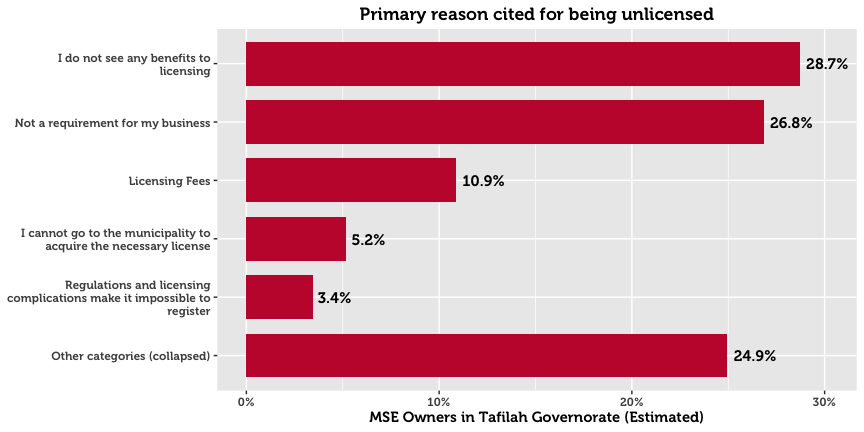 Primary reason cited for being unlicensed
I do not see any benefits to
licensing
28.7%
Not a requirement for my business
26.8%
Licensing Fees
10.9%
I cannot go to the municipality to
acquire the necessary license
5.2%
Regulations and licensing
complications make it impossible to
register
3.4%
Other categories (collapsed)
24.9%
0%
10%
20%
30%
MSE Owners in Tafilah Governorate (Estimated)